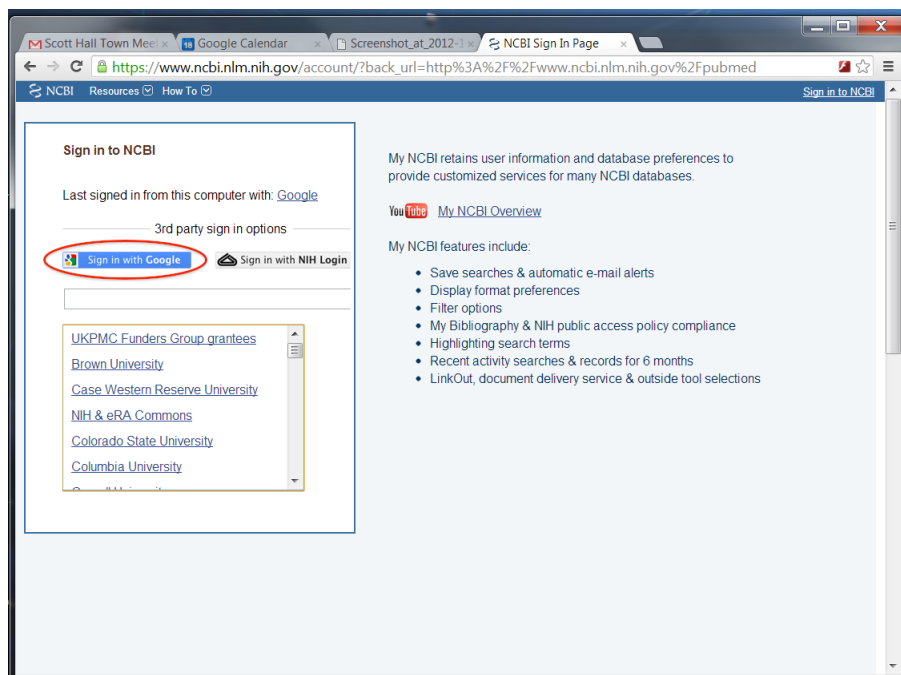 Scott Hall Town Mee
18 Google Calendar
Screenshot_at_2012-1
NCBI Sign In Page
https://www.ncbi.nlm.nih.gov/account/?back_url=http%3A%2F%2Fwww.ncbi.nlm.nih.gov%2Fpubmed
NCBI Resources How To Sign in to NCBI
Sign in to NCBI
Last signed in from this computer with: Google
3rd party sign in options
Sign in with Google Sign in with NIH Login
UKPMC Funders Group grantees
Brown University
Case Western Reserve University
NIH & eRA Commons
Colorado State University
Columbia University
My NCBI retains user information and database preferences to
provide customized services for many NCBI databases.
YouTube My NCBI Overview
My NCBI features include:
• Save searches & automatic e-mail alerts
• Display format preferences
• Filter options
• My Bibliography & NIH public access policy compliance
• Highlighting search terms
• Recent activity searches & records for 6 months
• LinkOut, document delivery service & outside tool selections